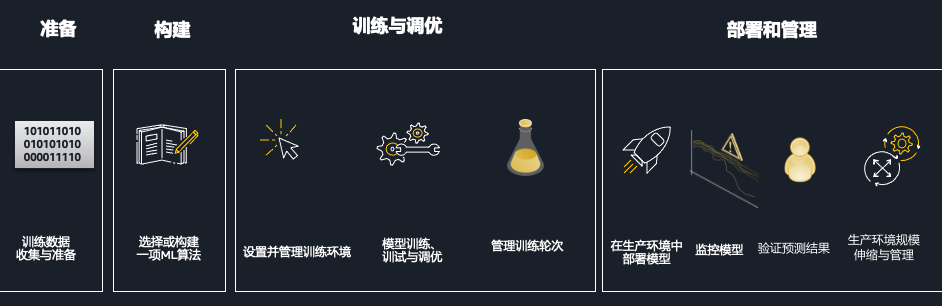 准备
构建
训练与调优
部署和管理
101011010
010101010
000011110
训练数据
收集与准备
选择或构建
一项ML算法
设置并管理训练环境
模型训练、
训试与调优
管理训练轮次
在生产环境中
部署模型
监控模型
验证预测结果
生产环境规模
伸缩与管理